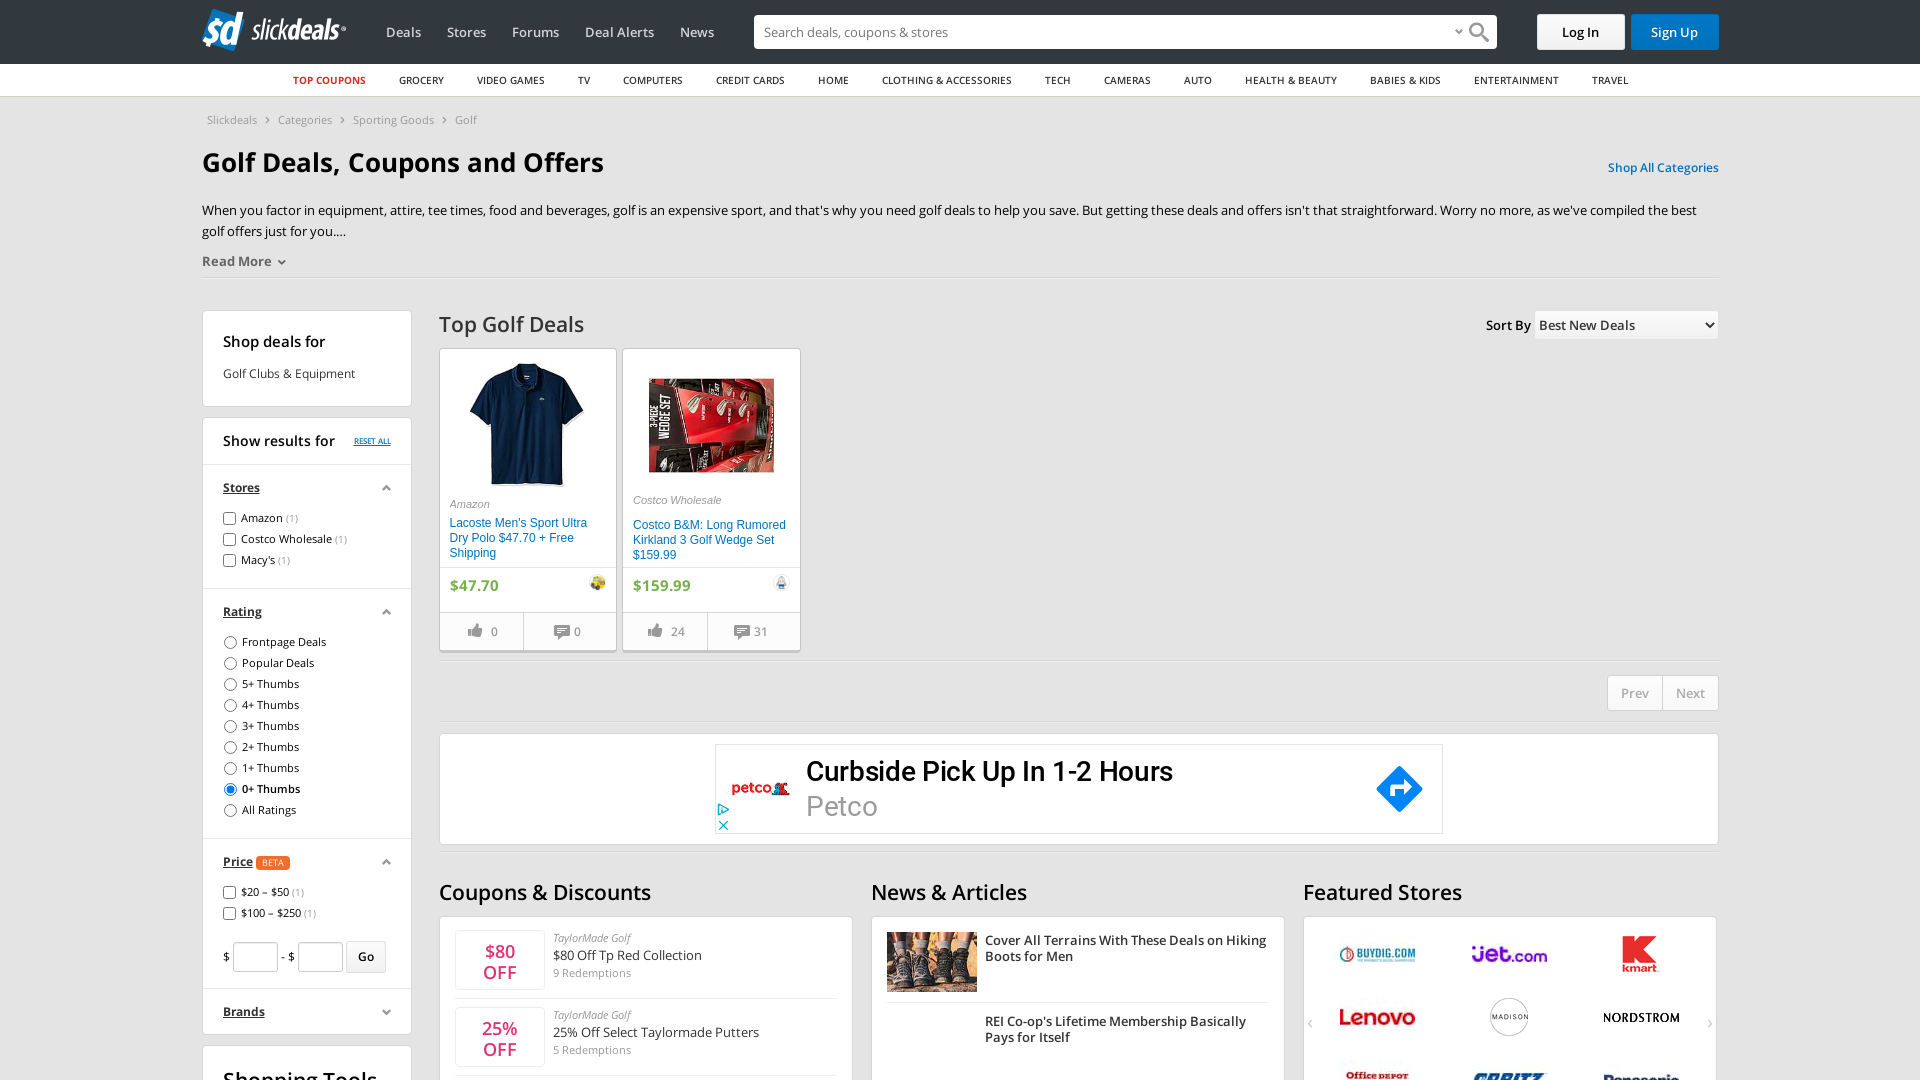 $d slickdeals
Deals Stores Forums Deal Alerts News
Search deals, coupons & stores
Log In Sign Up
TOP COUPONS GROCERY VIDEO GAMES TV COMPUTERS CREDIT CARDS HOME CLOTHING & ACCESSORIES TECH CAMERAS AUTO HEALTH & BEAUTY BABIES & KIDS ENTERTAINMENT TRAVEL
Slickdeals Categories Sporting Goods Golf
Golf Deals, Coupons and Offers
Shop All Categories
When you factor in equipment, attire, tee times, food and beverages, golf is an expensive sport, and that's why you need golf deals to help you save. But getting these deals and offers isn't that straightforward. Worry no more, as we've compiled the best
golf offers just for you....
Read More
Shop deals for
Golf Clubs & Equipment
Show results for RESET ALL
Stores
Amazon (1)
Costco Wholesale (1)
Macy's (1)
Rating
Frontpage Deals
Popular Deals
5+ Thumbs
4+ Thumbs
3+ Thumbs
2+ Thumbs
1+ Thumbs
0+ Thumbs
All Ratings
Price BETA
$20 – $50 (1)
$100 – $250 (1)
$ - $ Go
Brands
Shopping Tools
Top Golf Deals
Sort By Best New Deals
Amazon
Lacoste Men's Sport Ultra
Dry Polo $47.70 + Free
Shipping
$47.70
0 0
3-PIECE
WEDGE SET
Costco Wholesale
Costco B&M: Long Rumored
Kirkland 3 Golf Wedge Set
$159.99
$159.99
24 31
Prev Next
petco
Curbside Pick Up In 1-2 Hours
Petco
Coupons & Discounts
$80
OFF
TaylorMade Golf
$80 Off Tp Red Collection
9 Redemptions
25%
OFF
TaylorMade Golf
25% Off Select Taylormade Putters
5 Redemptions
News & Articles
Cover All Terrains With These Deals on Hiking
Boots for Men
REI Co-op's Lifetime Membership Basically
Pays for Itself
Featured Stores
BUYDIG.COM
Jet.com
kmart
Lenovo
MADISON
NORDSTROM
Office DEPOT
ORBITZ
Panasonic